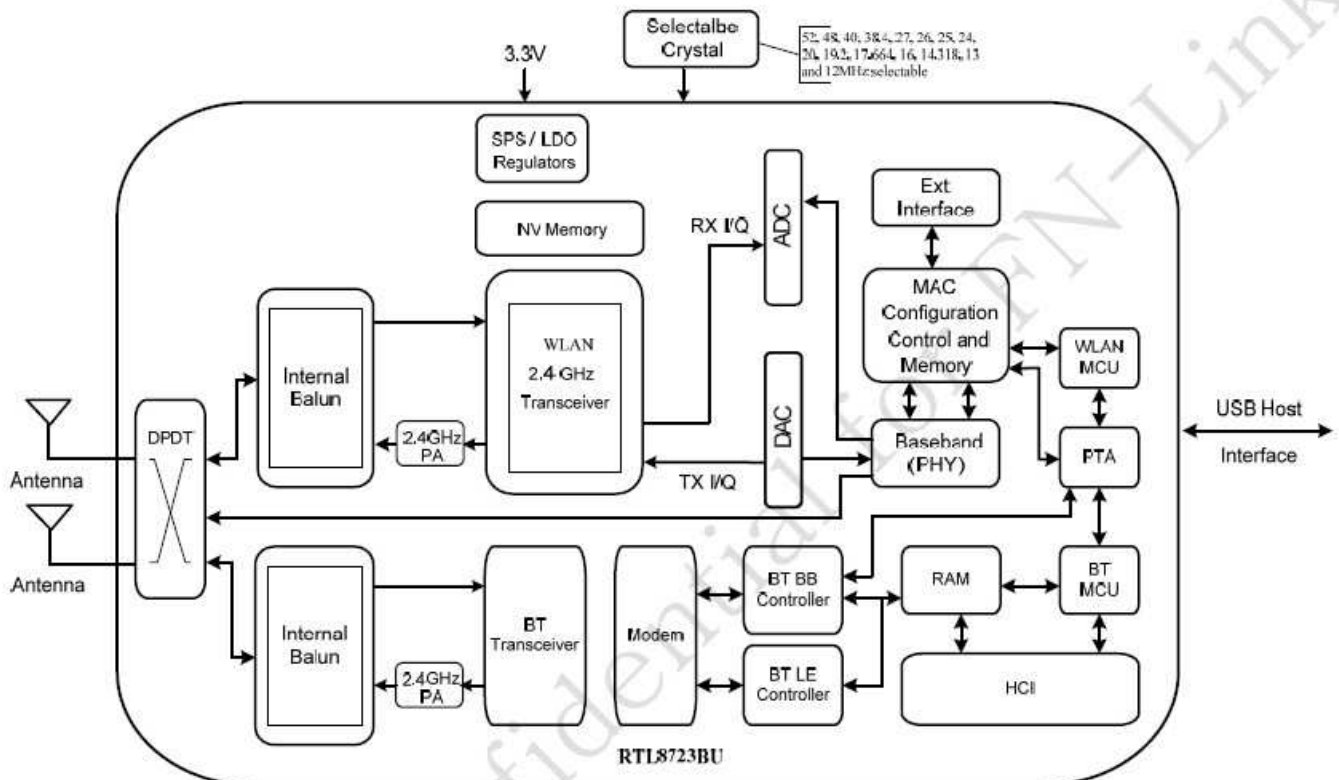 Selectalbe
Crystal
52, 48, 40, 38.4, 27, 26, 25, 24,
20, 19.2, 17.664, 16, 14.318, 13
and 12MHz selectable
3.3V
SPS / LDO
Regulators
NV Memory
RX I/Q
ADC
Ext
Interface
MAC
Configuration
Control and
Memory
WLAN
MCU
Internal
Balun
WLAN
2.4 GHz
Transceiver
2.4GHz
PA
DAC
TX I/Q
Baseband
(PHY)
PTA
USB Host
Interface
DPDT
Antenna
Antenna
Internal
Balun
2.4GHz
PA
BT
Transceiver
Modem
BT BB
Controller
BT LE
Controller
RAM
BT
MCU
HCI
RTL8723BU
fidential for FN-Link